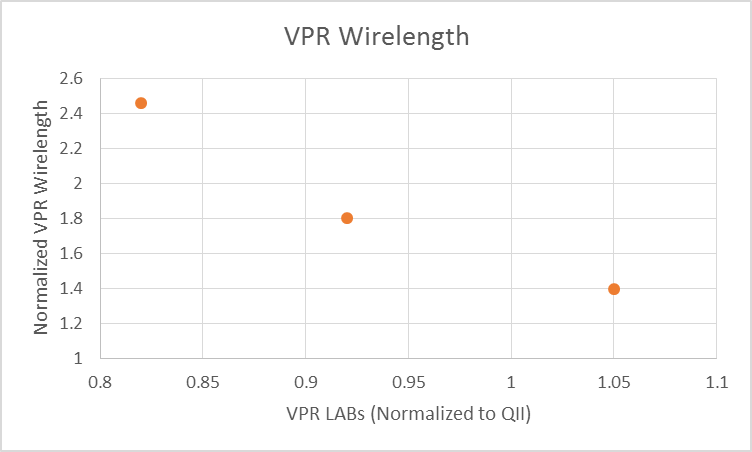 VPR Wirelength
Normalized VPR Wirelength
2.6
2.4
2.2
2
1.8
1.6
1.4
1.2
1
0.8 0.85 0.9 0.95 1 1.05 1.1
VPR LABs (Normalized to QII)